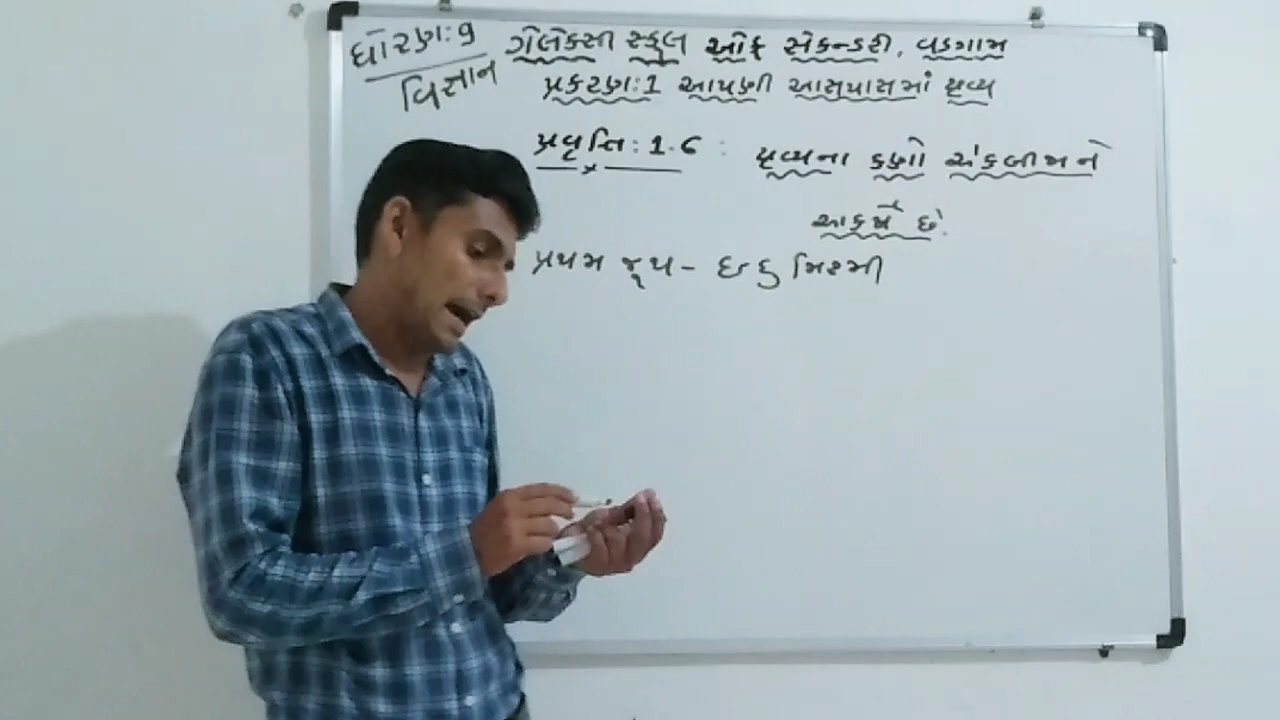 ધોરણ: 9
વિજ્ઞાન
ગેલેક્સી સ્કુલ ઓફ સેકન્ડરી, વડગામ
પ્રકરણ: 1 આપણી આસપાસમાં દ્રવ્ય
પ્રવૃત્તિ: 1.6 : દ્રવ્યના કણો એકબીજાને
આકર્ષે છે.
પ્રથમ જૂથ -